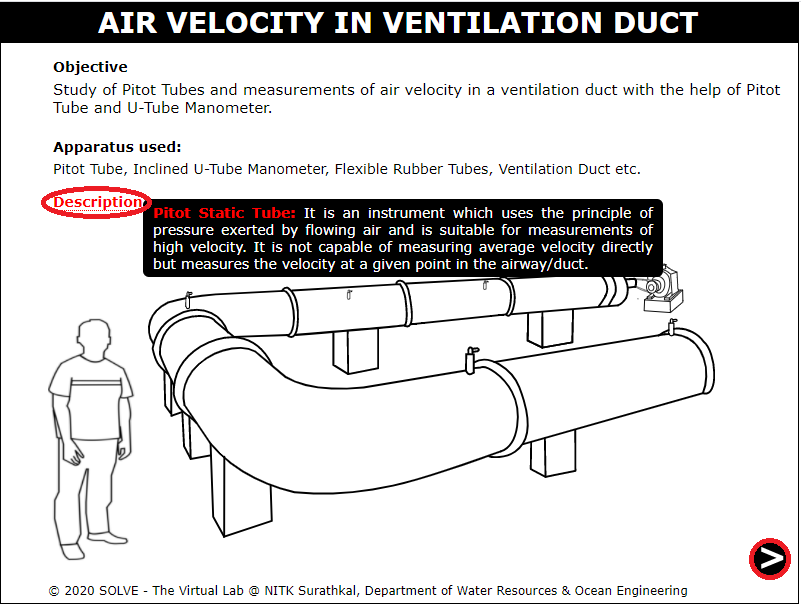 AIR VELOCITY IN VENTILATION DUCT
Objective
Study of Pitot Tubes and measurements of air velocity in a ventilation duct with the help of Pitot
Tube and U-Tube Manometer.
Apparatus used:
Pitot Tube, Inclined U-Tube Manometer, Flexible Rubber Tubes, Ventilation Duct etc.
Description
Pitot Static Tube: It is an instrument which uses the principle of
pressure exerted by flowing air and is suitable for measurements of
high velocity. It is not capable of measuring average velocity directly
but measures the velocity at a given point in the airway/duct.
>
© 2020 SOLVE - The Virtual Lab @ NITK Surathkal, Department of Water Resources & Ocean Engineering